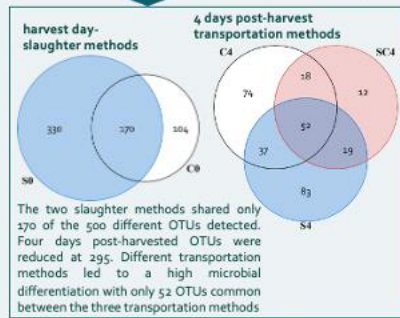 harvest day-
slaughter methods
4 days post-harvest
transportation methods
C4
SC4
18
74
12
52
330
170
104
37
19
S0
C0
83
S4
The two slaughter methods shared only
170 of the 500 different OTUs detected.
Four days post-harvested OTUs were
reduced at 295. Different transportation
methods led to a high microbial
differentiation with only 52 OTUs common
between the three transportation methods